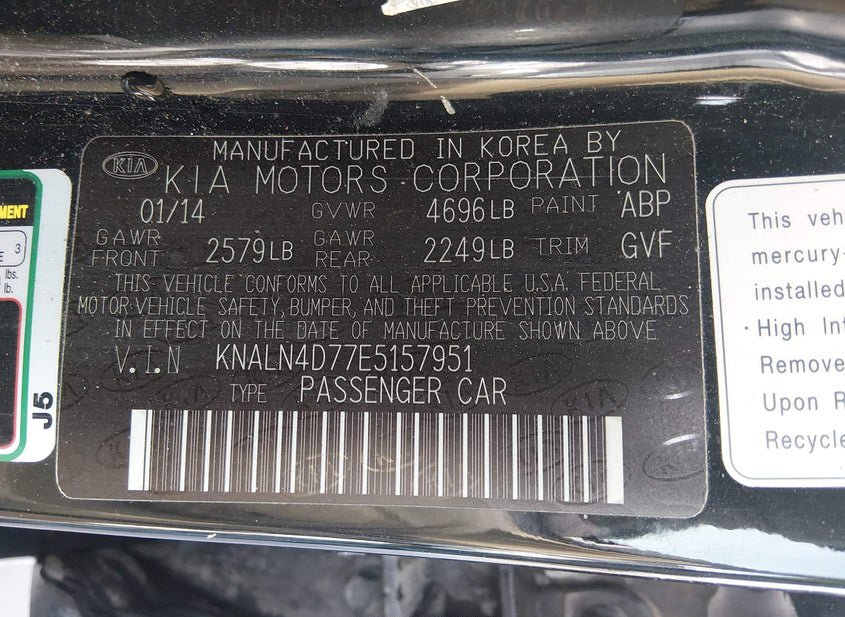 MANUFACTURED IN KOREA BY
KIA
KIA MOTORS CORPORATION
01/14 GVWR 4696LB PAINT ABP
GAWR FRONT 2579LB GAWR REAR 2249LB TRIM GVF
THIS VEHICLE CONFORMS TO ALL APPLICABLE U.S.A. FEDERAL
MOTOR VEHICLE SAFETY, BUMPER, AND THEFT PREVENTION STANDARDS
IN EFFECT ON THE DATE OF MANUFACTURE SHOWN ABOVE
V.I.N KNALN4D77E5157951
TYPE PASSENGER CAR
3
lbs.
lb.
J5
This
mercury-
installed
· High
Remove
Upon